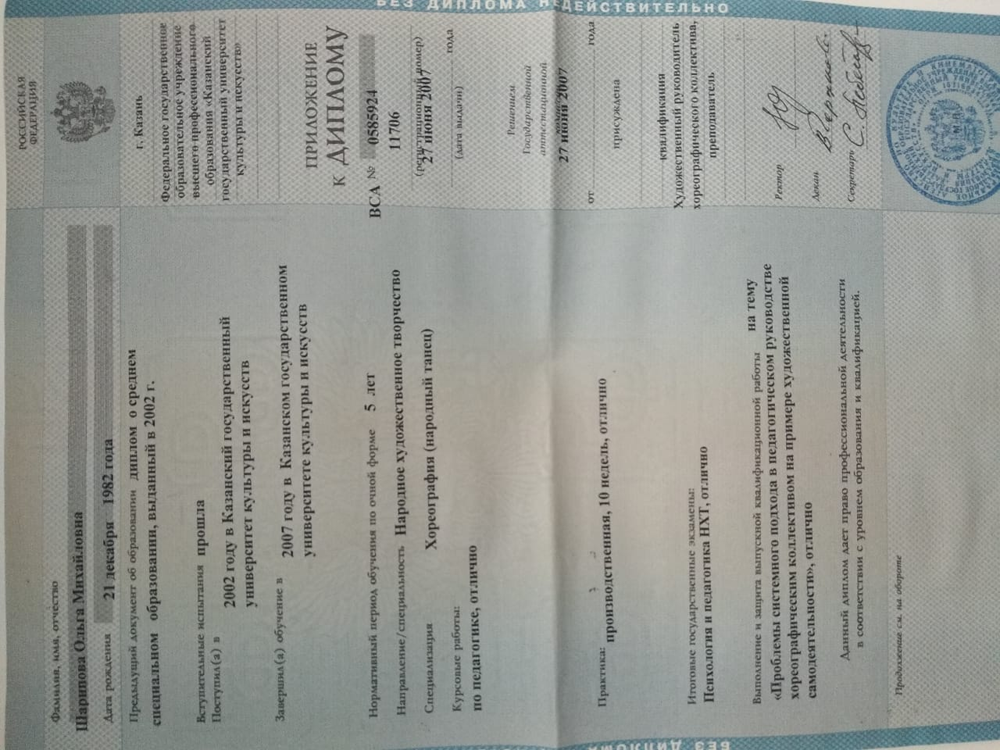 БЕЗ ДИПЛОМА НЕДЕЙСТВИТЕЛЬНО
РОССИЙСКАЯ
ФЕДЕРАЦИЯ
г. Казань
Федеральное государственное
образовательное учреждение
высшего профессионального
образования «Казанский
государственный университет
культуры и искусств»
ПРИЛОЖЕНИЕ
К ДИПЛОМУ
ВСА № 0585924
11706
(регистрационный номер)
27 июня 2007
года
(дата выдачи)
Решением
Государственной
аттестационной
27 июня 2007
от года
присуждена
квалификация
Художественный руководитель
хореографического коллектива,
преподаватель
Ректор
Декан
Секретарь
Фамилия, имя, отчество
Шарипова Ольга Михайловна
Дата рождения 21 декабря 1982 года
Предыдущий документ об образовании диплом о среднем
специальном образовании, выданный в 2002 г.
Вступительные испытания прошла
Поступил(а) в
2002 году в Казанский государственный
университет культуры и искусств
Завершил(а) обучение в
2007 году в Казанском государственном
университете культуры и искусств
Нормативный период обучения по очной форме 5 лет
Направление/специальность Народное художественное творчество
Специализация Хореография (народный танец)
Курсовые работы:
по педагогике, отлично
Практика:
производственная, 10 недель, отлично
Итоговые государственные экзамены:
Психология и педагогика НХТ, отлично
Выполнение и защита выпускной квалификационной работы на тему
«Проблемы системного подхода в педагогическом руководстве
хореографическим коллективом на примере художественной
самодеятельности», отлично
Данный диплом дает право профессиональной деятельности
в соответствии с уровнем образования и квалификацией.
Продолжение см. на обороте
БЕЗ ДИПЛОМА